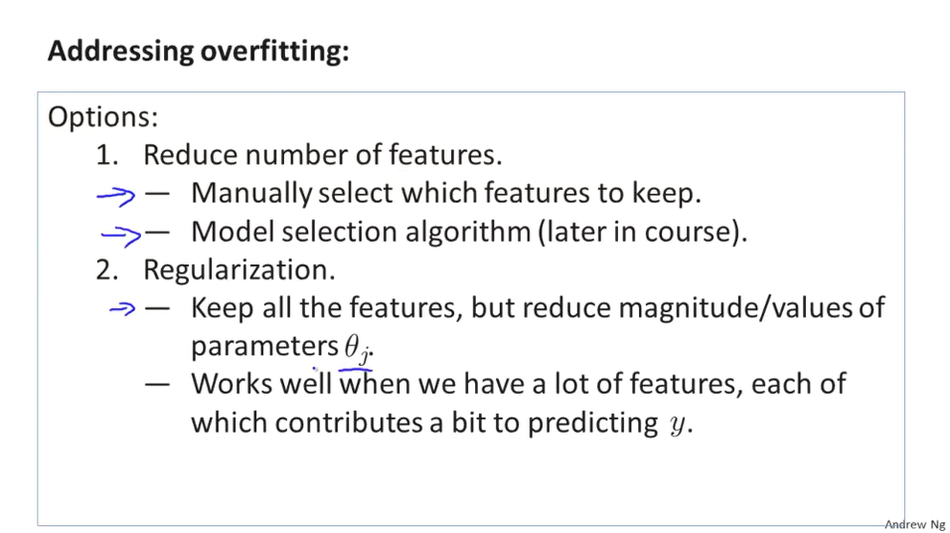 Addressing overfitting:
Options:
1. Reduce number of features.
— Manually select which features to keep.
— Model selection algorithm (later in course).
2. Regularization.
— Keep all the features, but reduce magnitude/values of
parameters θⱼ.
— Works well when we have a lot of features, each of
which contributes a bit to predicting y.
Andrew Ng